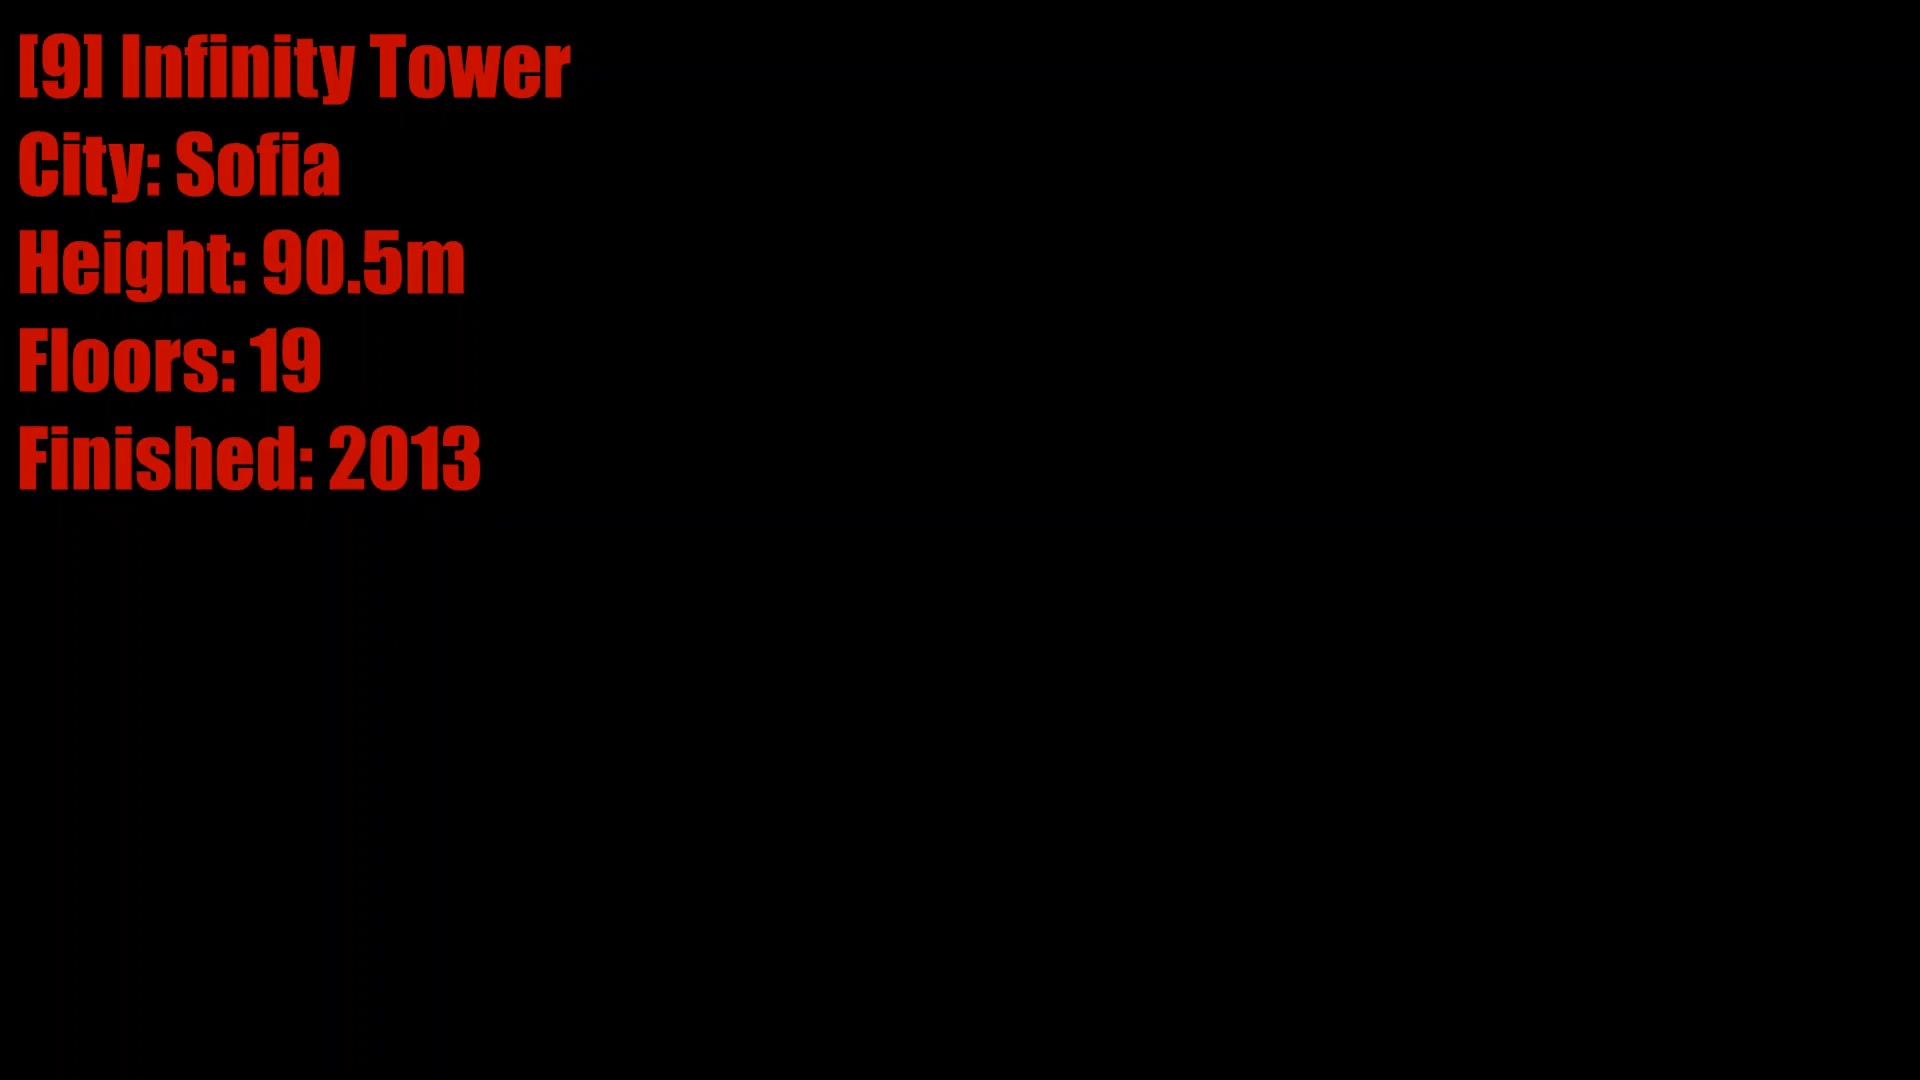 [9] Infinity Tower
City: Sofia
Height: 90.5m
Floors: 19
Finished: 2013